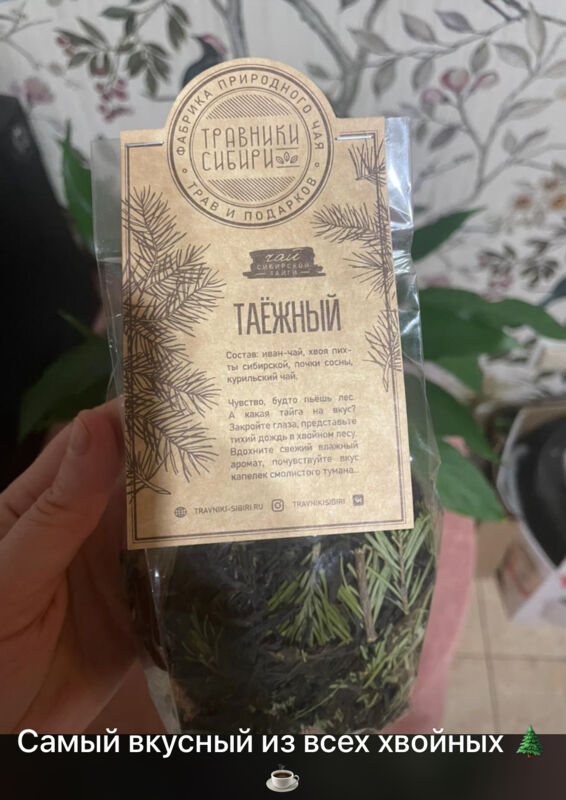 ФАБРИКА ПРИРОДНОГО ЧАЯ
ТРАВНИКИ
СИБИРИ
ТРАВ И ПОДАРКОВ
чай
СИБИРСКОЙ
ТАЙГИ
ТАЁЖНЫЙ
Состав: иван-чай, хвоя пих-
ты сибирской, почки сосны,
курильский чай.
Чувство, будто пьёшь лес.
А какая тайга на вкус?
Закройте глаза, представьте
тихий дождь в хвойном лесу.
Вдохните свежий влажный
аромат, почувствуйте вкус
капелек смолистого тумана...
TRAVNIKI-SIBIRI.RU TRAVNIKISIBIRI
Самый вкусный из всех хвойных 🌲
☕